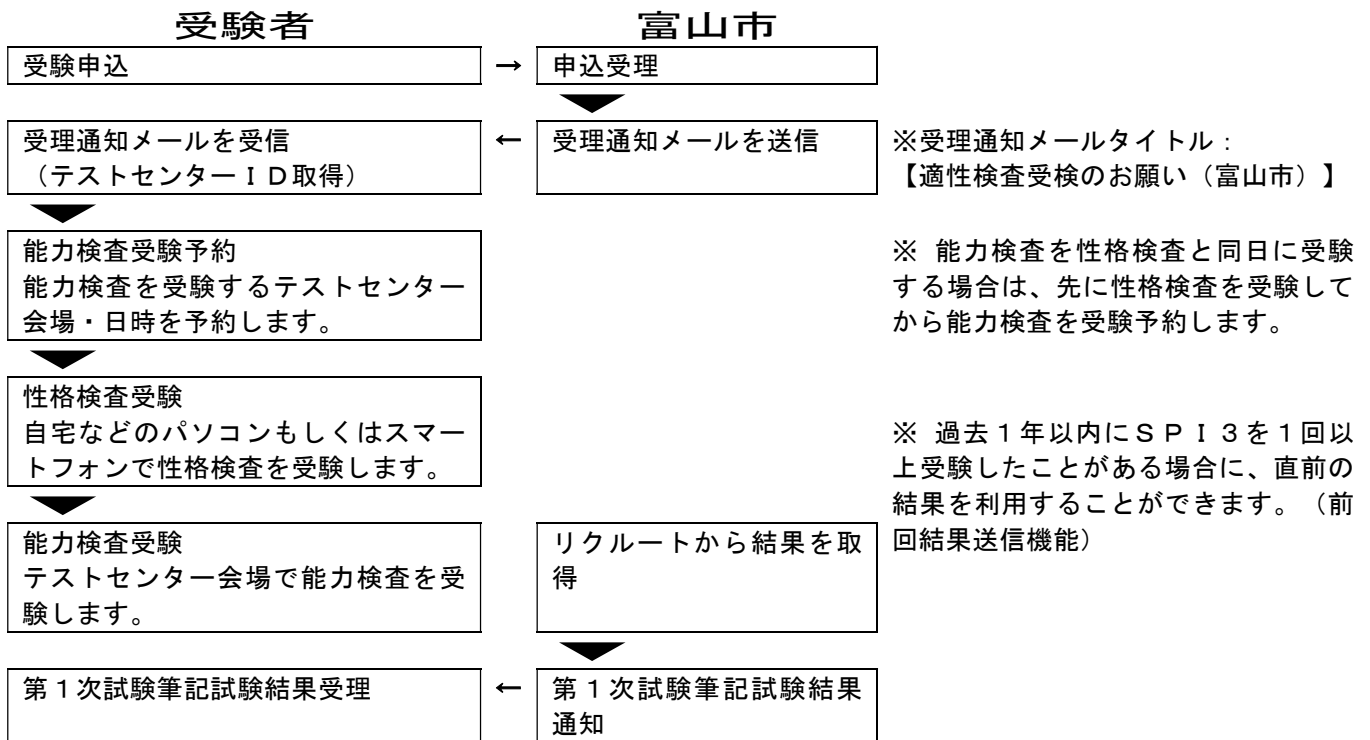 受験者 富山市
受験申込 → 申込受理
受理通知メールを受信 ← 受理通知メールを送信 ※受理通知メールタイトル：
（テストセンターＩＤ取得） 【適性検査受検のお願い（富山市）】
能力検査受験予約
能力検査を受験するテストセンター
会場・日時を予約します。
※ 能力検査を性格検査と同日に受験
する場合は、先に性格検査を受験して
から能力検査を受験予約します。
性格検査受験
自宅などのパソコンもしくはスマー
トフォンで性格検査を受験します。
※ 過去１年以内にＳＰＩ３を１回以
上受験したことがある場合に、直前の
結果を利用することができます。（前
回結果送信機能）
能力検査受験
テストセンター会場で能力検査を受
験します。
リクルートから結果を取
得
第１次試験筆記試験結果受理 ← 第１次試験筆記試験結果
通知